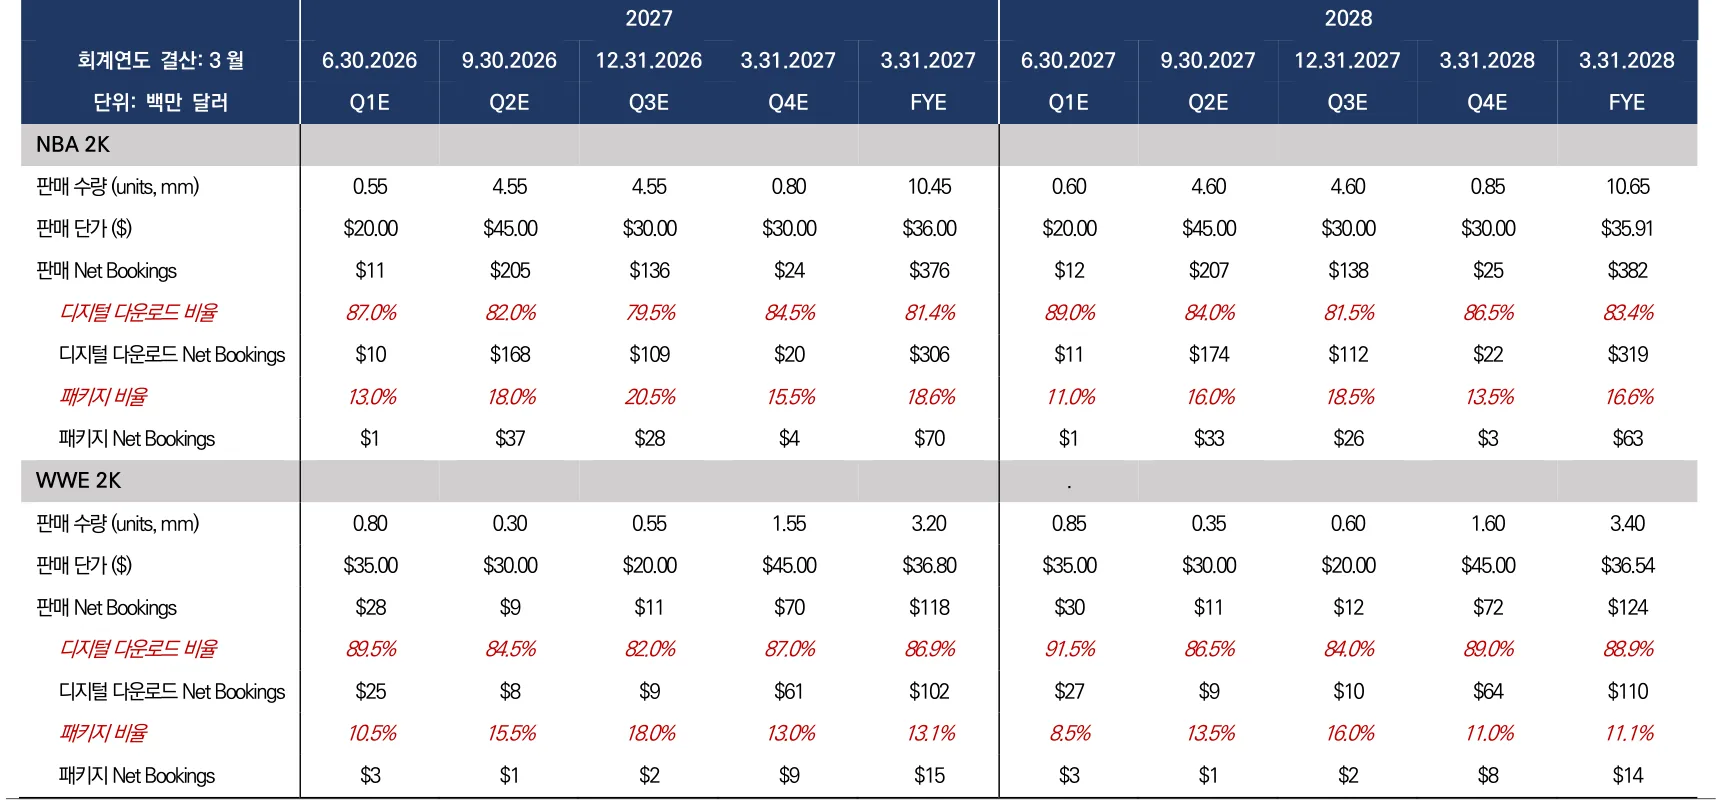 2027 2028
회계연도 결산: 3 월 6.30.2026 9.30.2026 12.31.2026 3.31.2027 3.31.2027 6.30.2027 9.30.2027 12.31.2027 3.31.2028 3.31.2028
단위: 백만 달러 Q1E Q2E Q3E Q4E FYE Q1E Q2E Q3E Q4E FYE
NBA 2K
판매 수량 (units, mm) 0.55 4.55 4.55 0.80 10.45 0.60 4.60 4.60 0.85 10.65
판매 단가 ($) $20.00 $45.00 $30.00 $30.00 $36.00 $20.00 $45.00 $30.00 $30.00 $35.91
판매 Net Bookings $11 $205 $136 $24 $376 $12 $207 $138 $25 $382
디지털 다운로드 비율 87.0% 82.0% 79.5% 84.5% 81.4% 89.0% 84.0% 81.5% 86.5% 83.4%
디지털 다운로드 Net Bookings $10 $168 $109 $20 $306 $11 $174 $112 $22 $319
패키지 비율 13.0% 18.0% 20.5% 15.5% 18.6% 11.0% 16.0% 18.5% 13.5% 16.6%
패키지 Net Bookings $1 $37 $28 $4 $70 $1 $33 $26 $3 $63
WWE 2K .
판매 수량 (units, mm) 0.80 0.30 0.55 1.55 3.20 0.85 0.35 0.60 1.60 3.40
판매 단가 ($) $35.00 $30.00 $20.00 $45.00 $36.80 $35.00 $30.00 $20.00 $45.00 $36.54
판매 Net Bookings $28 $9 $11 $70 $118 $30 $11 $12 $72 $124
디지털 다운로드 비율 89.5% 84.5% 82.0% 87.0% 86.9% 91.5% 86.5% 84.0% 89.0% 88.9%
디지털 다운로드 Net Bookings $25 $8 $9 $61 $102 $27 $9 $10 $64 $110
패키지 비율 10.5% 15.5% 18.0% 13.0% 13.1% 8.5% 13.5% 16.0% 11.0% 11.1%
패키지 Net Bookings $3 $1 $2 $9 $15 $3 $1 $2 $8 $14